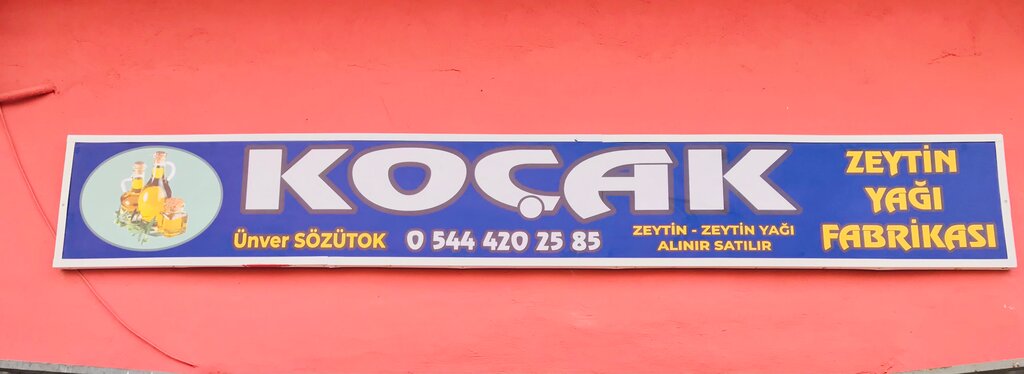 KOÇAK
Ünver SÖZÜTOK 0 544 420 25 85
ZEYTİN - ZEYTİN YAĞI
ALINIR SATILIR
ZEYTİN
YAĞI
FABRİKASI